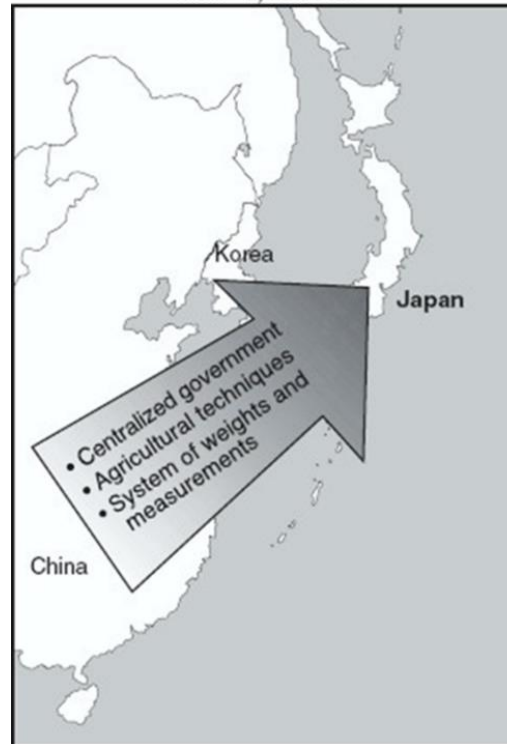 Korea
Japan
• Centralized government
• Agricultural techniques
• System of weights and
measurements
China